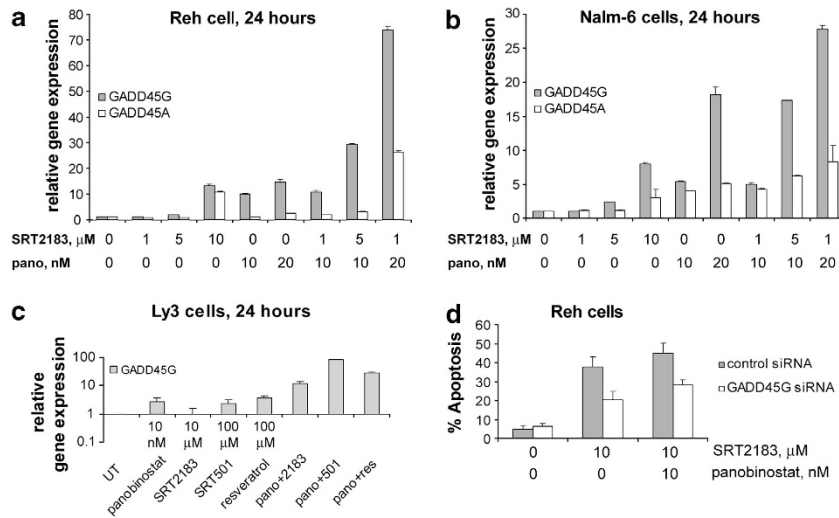 a
Reh cell, 24 hours
relative gene expression
80
70
60
50
40
30
20
10
0
GADD45G
GADD45A
SRT2183, μM 0 1 5 10 0 0 1 5 1
pano, nM 0 0 0 0 10 20 10 10 20
b
Nalm-6 cells, 24 hours
relative gene expression
30
25
20
15
10
5
0
GADD45G
GADD45A
SRT2183, μM 0 1 5 10 0 0 1 5 1
pano, nM 0 0 0 0 10 20 10 10 20
c
Ly3 cells, 24 hours
relative
gene expression
100
10
1
0.1
GADD45G
10 10 100 100
nM μM μM μM
UT
panobinostat
SRT2183
SRT501
resveratrol
pano+2183
pano+501
pano+res
d
Reh cells
% Apoptosis
60
50
40
30
20
10
0
control siRNA
GADD45G siRNA
0 10 10 SRT2183, μM
0 0 10 panobinostat, nM